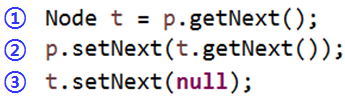 ① Node t = p.getNext();
② p.setNext(t.getNext());
③ t.setNext(null);